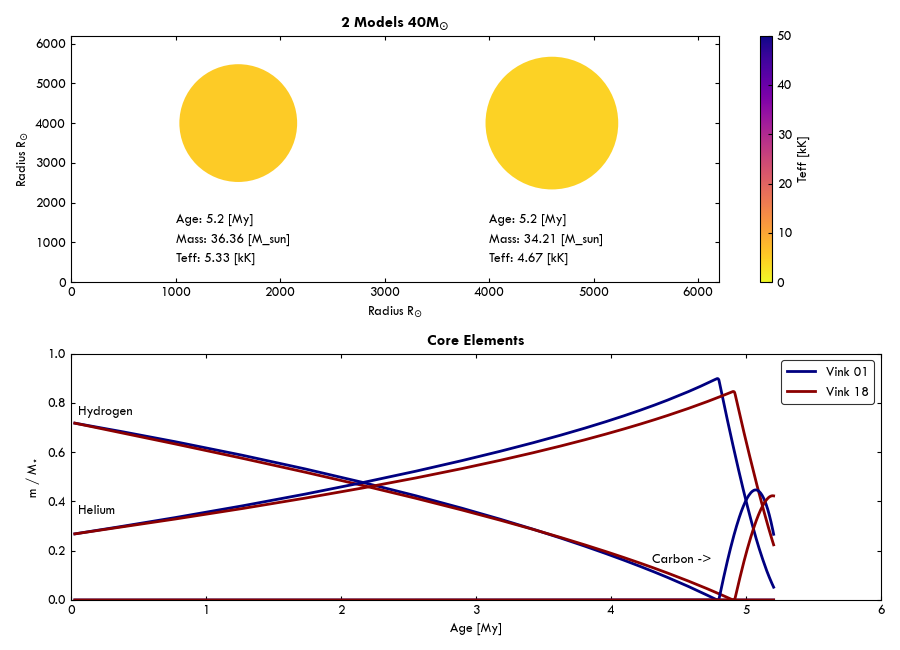 2 Models 40M☉
6000
5000
4000
3000
2000
1000
0
Radius R☉
Age: 5.2 [My]
Mass: 36.36 [M_sun]
Teff: 5.33 [kK]
Age: 5.2 [My]
Mass: 34.21 [M_sun]
Teff: 4.67 [kK]
0 1000 2000 3000 4000 5000 6000
Radius R☉
50
40
30
20
10
0
Teff [kK]
Core Elements
1.0
0.8
0.6
0.4
0.2
0.0
m / M⋆
Hydrogen
Helium
Carbon ->
Vink 01
Vink 18
0 1 2 3 4 5 6
Age [My]